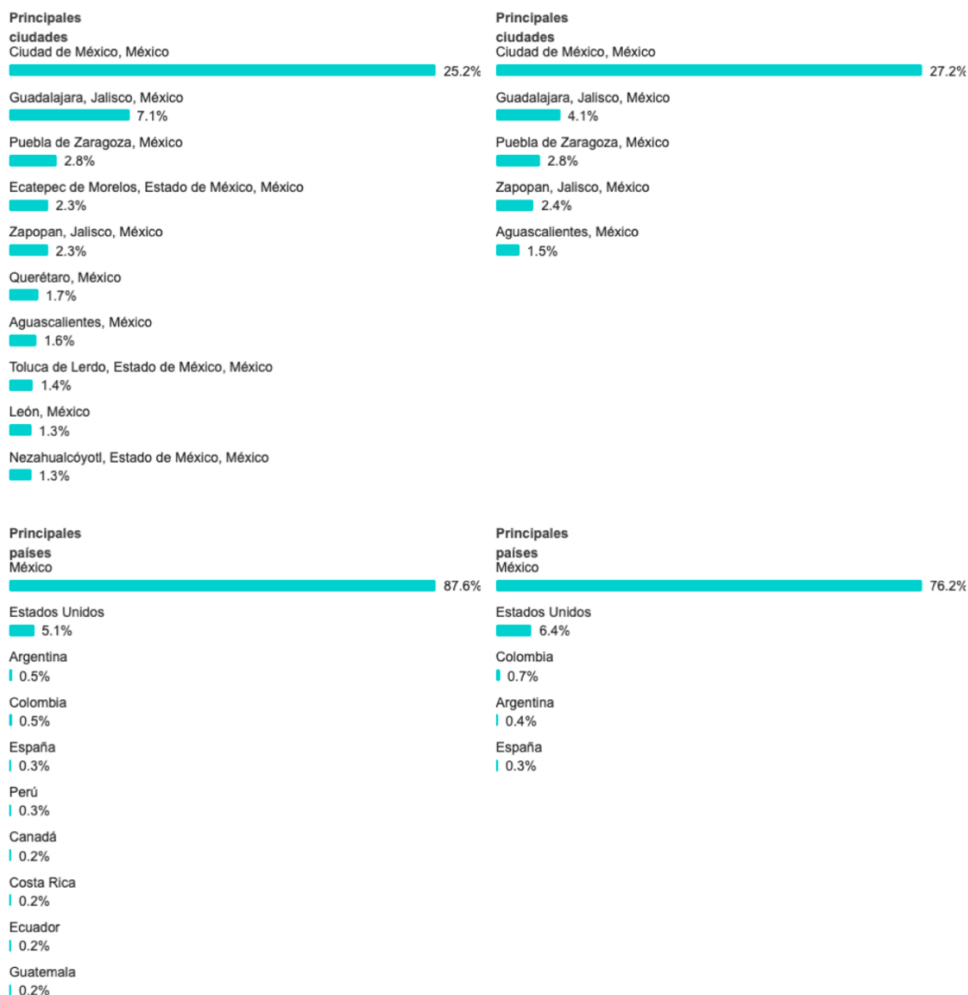 Principales
ciudades
Ciudad de México, México
25.2%
Guadalajara, Jalisco, México
7.1%
Puebla de Zaragoza, México
2.8%
Ecatepec de Morelos, Estado de México, México
2.3%
Zapopan, Jalisco, México
2.3%
Querétaro, México
1.7%
Aguascalientes, México
1.6%
Toluca de Lerdo, Estado de México, México
1.4%
León, México
1.3%
Nezahualcóyotl, Estado de México, México
1.3%
Principales
ciudades
Ciudad de México, México
27.2%
Guadalajara, Jalisco, México
4.1%
Puebla de Zaragoza, México
2.8%
Zapopan, Jalisco, México
2.4%
Aguascalientes, México
1.5%
Principales
países
México
87.6%
Estados Unidos
5.1%
Argentina
0.5%
Colombia
0.5%
España
0.3%
Perú
0.3%
Canadá
0.2%
Costa Rica
0.2%
Ecuador
0.2%
Guatemala
0.2%
Principales
países
México
76.2%
Estados Unidos
6.4%
Colombia
0.7%
Argentina
0.4%
España
0.3%